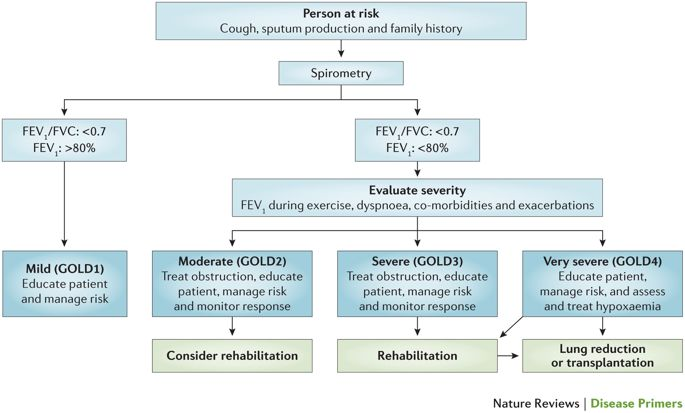 Person at risk
Cough, sputum production and family history
Spirometry
FEV₁/FVC: <0.7
FEV₁: >80%
FEV₁/FVC: <0.7
FEV₁: <80%
Evaluate severity
FEV₁ during exercise, dyspnoea, co-morbidities and exacerbations
Mild (GOLD1)
Educate patient
and manage risk
Moderate (GOLD2)
Treat obstruction, educate
patient, manage risk
and monitor response
Severe (GOLD3)
Treat obstruction, educate
patient, manage risk
and monitor response
Very severe (GOLD4)
Educate patient,
manage risk, and assess
and treat hypoxaemia
Consider rehabilitation
Rehabilitation
Lung reduction
or transplantation
Nature Reviews | Disease Primers